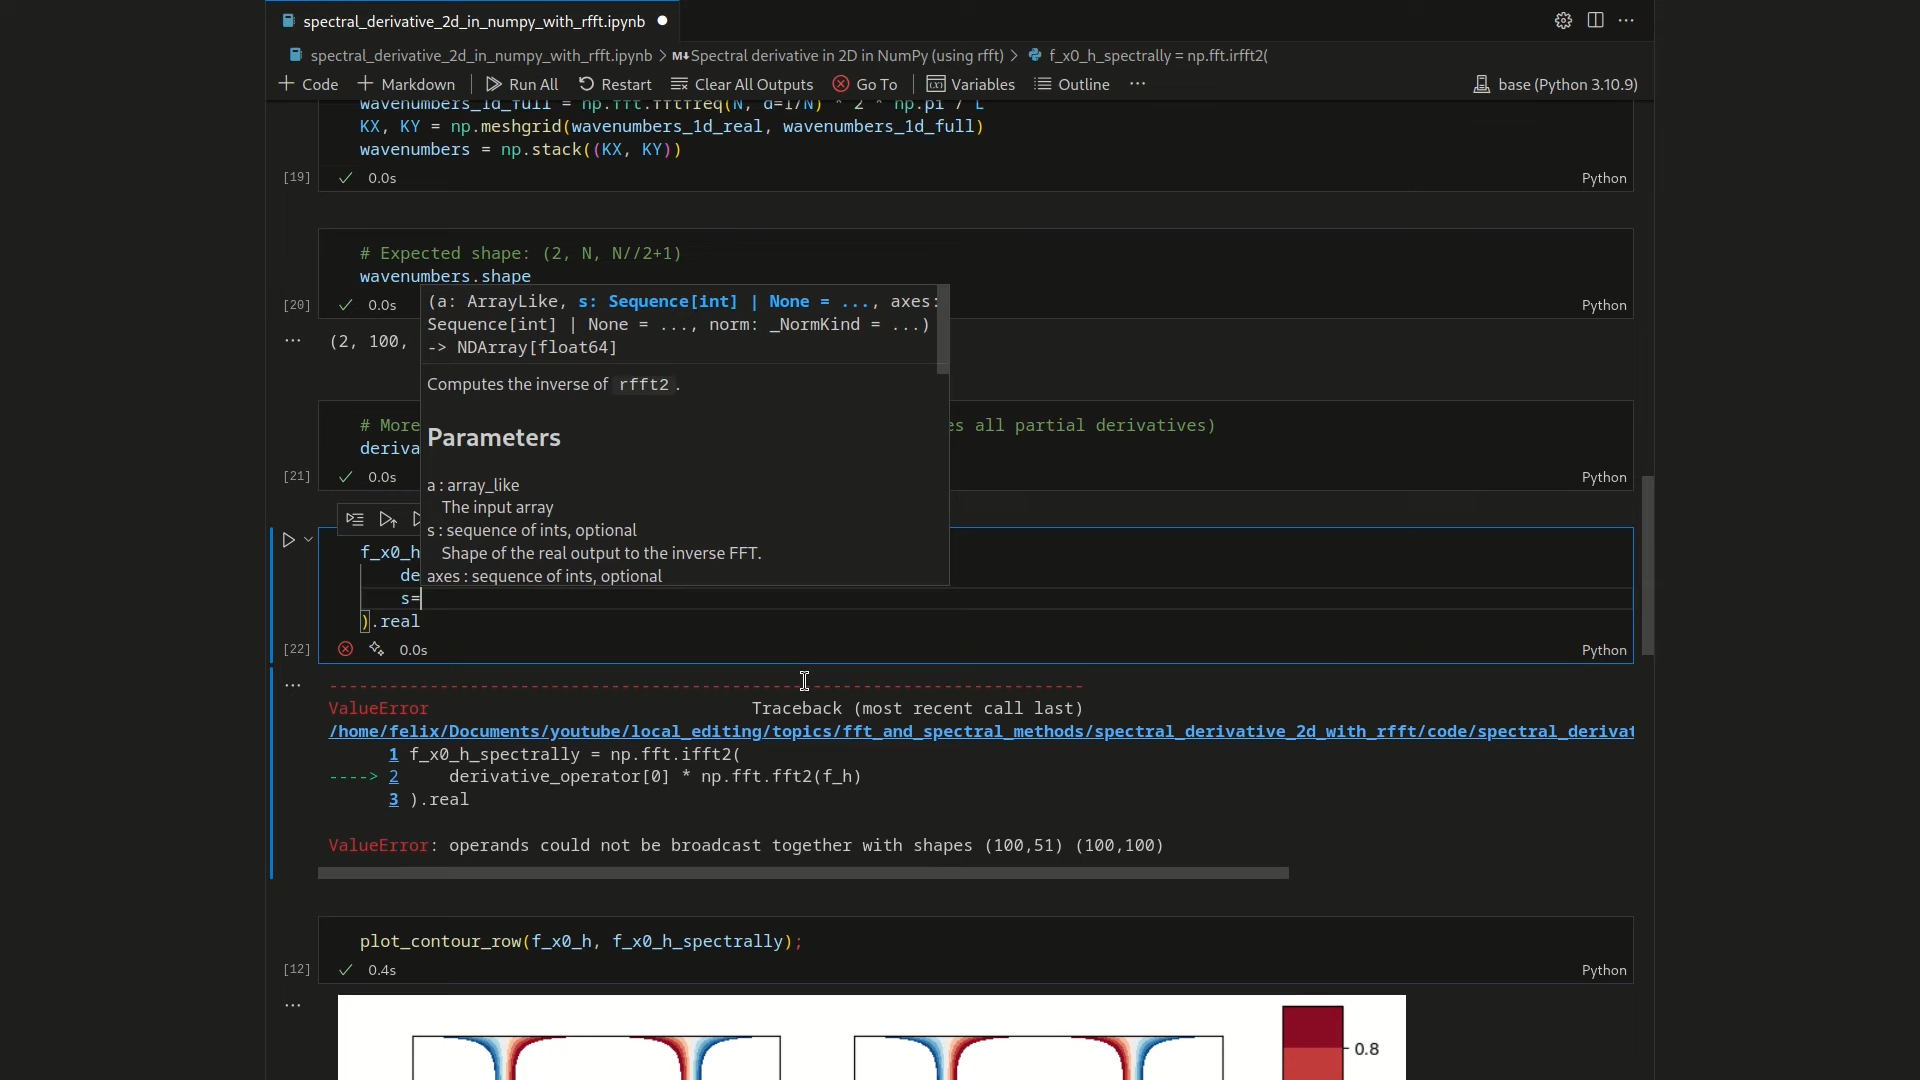 spectral_derivative_2d_in_numpy_with_rfft.ipynb
spectral_derivative_2d_in_numpy_with_rfft.ipynb > M↓ Spectral derivative in 2D in NumPy (using rfft) > f_x0_h_spectrally = np.fft.irfft2(
+ Code + Markdown Run All Restart Clear All Outputs Go To Variables Outline ··· base (Python 3.10.9)
wavenumbers_1d_full = np.fft.fftfreq(N, d=1/N) * 2 * np.pi / L
KX, KY = np.meshgrid(wavenumbers_1d_real, wavenumbers_1d_full)
wavenumbers = np.stack((KX, KY))
[19] 0.0s Python
# Expected shape: (2, N, N//2+1)
wavenumbers.shape
[20] 0.0s Python
(2, 100,
(a: ArrayLike, s: Sequence[int] | None = ..., axes:
Sequence[int] | None = ..., norm: _NormKind = ...)
-> NDArray[float64]
Computes the inverse of rfft2 .
Parameters
a : array_like
The input array
s : sequence of ints, optional
Shape of the real output to the inverse FFT.
axes : sequence of ints, optional
# More es all partial derivatives)
deriva
[21] 0.0s Python
f_x0_h
de
s=
).real
[22] 0.0s Python
---------------------------------------------------------------------------
ValueError Traceback (most recent call last)
/home/felix/Documents/youtube/local_editing/topics/fft_and_spectral_methods/spectral_derivative_2d_with_rfft/code/spectral_derivat
1 f_x0_h_spectrally = np.fft.ifft2(
----> 2 derivative_operator[0] * np.fft.fft2(f_h)
3 ).real
ValueError: operands could not be broadcast together with shapes (100,51) (100,100)
plot_contour_row(f_x0_h, f_x0_h_spectrally);
[12] 0.4s Python
0.8